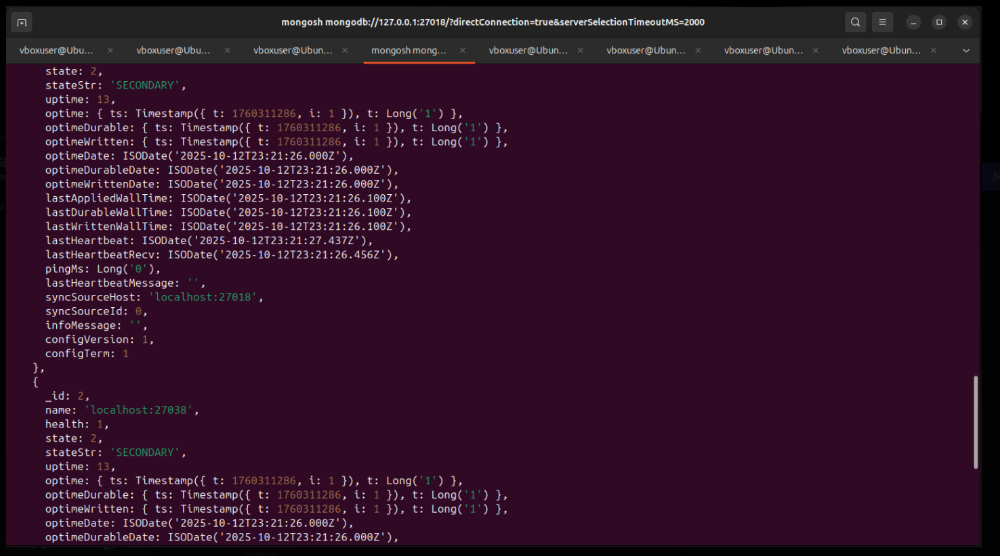 mongosh mongodb://127.0.0.1:27018/?directConnection=true&serverSelectionTimeoutMS=2000
vboxuser@Ubu... vboxuser@Ubu... vboxuser@Ubun... mongosh mong... vboxuser@Ubun... vboxuser@Ubun... vboxuser@Ubun... vboxuser@Ubun...
state: 2,
stateStr: 'SECONDARY',
uptime: 13,
optime: { ts: Timestamp({ t: 1760311286, i: 1 }), t: Long('1') },
optimeDurable: { ts: Timestamp({ t: 1760311286, i: 1 }), t: Long('1') },
optimeWritten: { ts: Timestamp({ t: 1760311286, i: 1 }), t: Long('1') },
optimeDate: ISODate('2025-10-12T23:21:26.000Z'),
optimeDurableDate: ISODate('2025-10-12T23:21:26.000Z'),
optimeWrittenDate: ISODate('2025-10-12T23:21:26.000Z'),
lastAppliedWallTime: ISODate('2025-10-12T23:21:26.100Z'),
lastDurableWallTime: ISODate('2025-10-12T23:21:26.100Z'),
lastWrittenWallTime: ISODate('2025-10-12T23:21:26.100Z'),
lastHeartbeat: ISODate('2025-10-12T23:21:27.437Z'),
lastHeartbeatRecv: ISODate('2025-10-12T23:21:26.456Z'),
pingMs: Long('0'),
lastHeartbeatMessage: '',
syncSourceHost: 'localhost:27018',
syncSourceId: 0,
infoMessage: '',
configVersion: 1,
configTerm: 1
},
{
_id: 2,
name: 'localhost:27038',
health: 1,
state: 2,
stateStr: 'SECONDARY',
uptime: 13,
optime: { ts: Timestamp({ t: 1760311286, i: 1 }), t: Long('1') },
optimeDurable: { ts: Timestamp({ t: 1760311286, i: 1 }), t: Long('1') },
optimeWritten: { ts: Timestamp({ t: 1760311286, i: 1 }), t: Long('1') },
optimeDate: ISODate('2025-10-12T23:21:26.000Z'),
optimeDurableDate: ISODate('2025-10-12T23:21:26.000Z'),